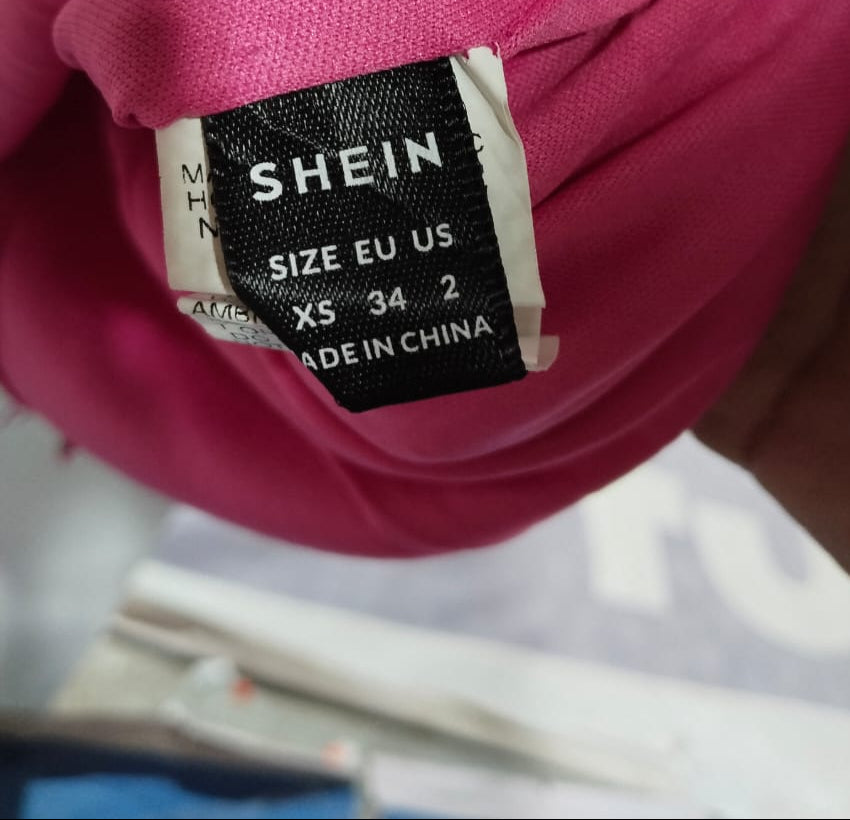 SHEIN
SIZE EU US
XS 34 2
ADE IN CHINA